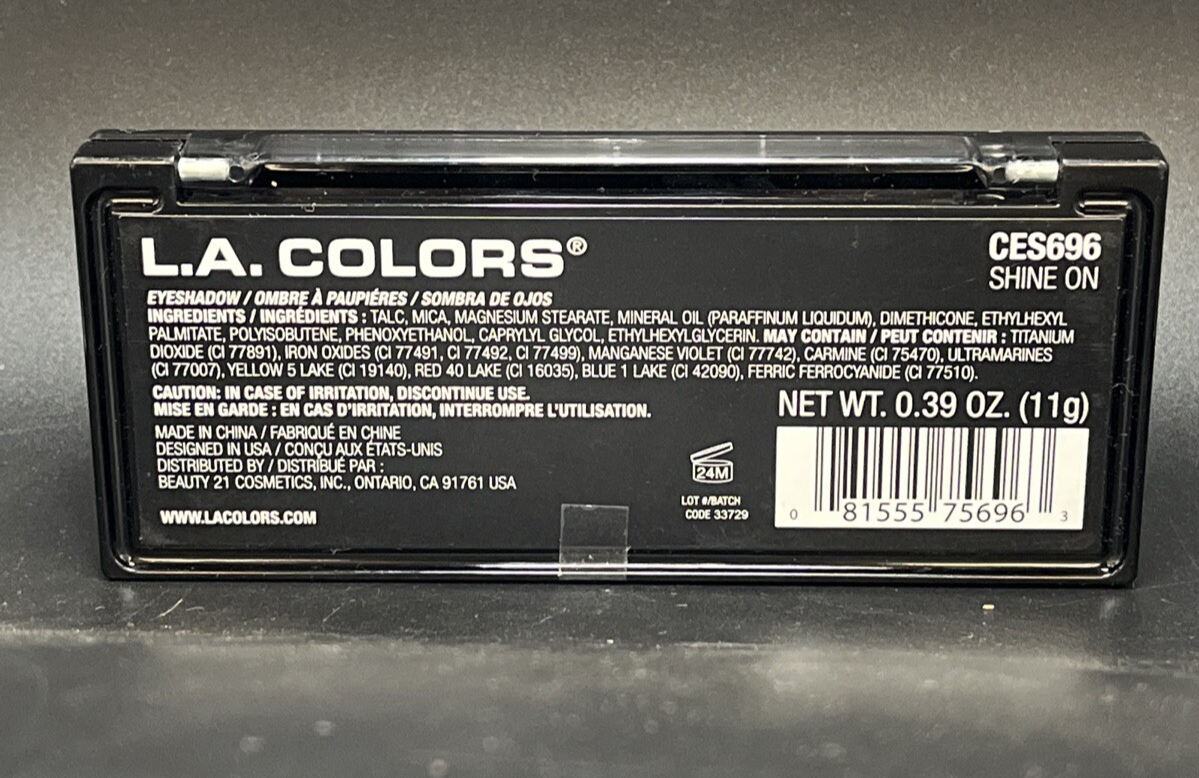 L.A. COLORS®
CES696
SHINE ON
EYESHADOW / OMBRE À PAUPIÉRES / SOMBRA DE OJOS
INGREDIENTS / INGRÉDIENTS : TALC, MICA, MAGNESIUM STEARATE, MINERAL OIL (PARAFFINUM LIQUIDUM), DIMETHICONE, ETHYLHEXYL
PALMITATE, POLYISOBUTENE, PHENOXYETHANOL, CAPRYLYL GLYCOL, ETHYLHEXYLGLYCERIN. MAY CONTAIN / PEUT CONTENIR : TITANIUM
DIOXIDE (CI 77891), IRON OXIDES (CI 77491, CI 77492, CI 77499), MANGANESE VIOLET (CI 77742), CARMINE (CI 75470), ULTRAMARINES
(CI 77007), YELLOW 5 LAKE (CI 19140), RED 40 LAKE (CI 16035), BLUE 1 LAKE (CI 42090), FERRIC FERROCYANIDE (CI 77510).
CAUTION: IN CASE OF IRRITATION, DISCONTINUE USE.
MISE EN GARDE : EN CAS D'IRRITATION, INTERROMPRE L'UTILISATION.
MADE IN CHINA / FABRIQUÉ EN CHINE
DESIGNED IN USA / CONÇU AUX ÉTATS-UNIS
DISTRIBUTED BY / DISTRIBUÉ PAR :
BEAUTY 21 COSMETICS, INC., ONTARIO, CA 91761 USA
WWW.LACOLORS.COM
24M
LOT #/BATCH
CODE 33729
NET WT. 0.39 OZ. (11g)
0 81555 75696 3